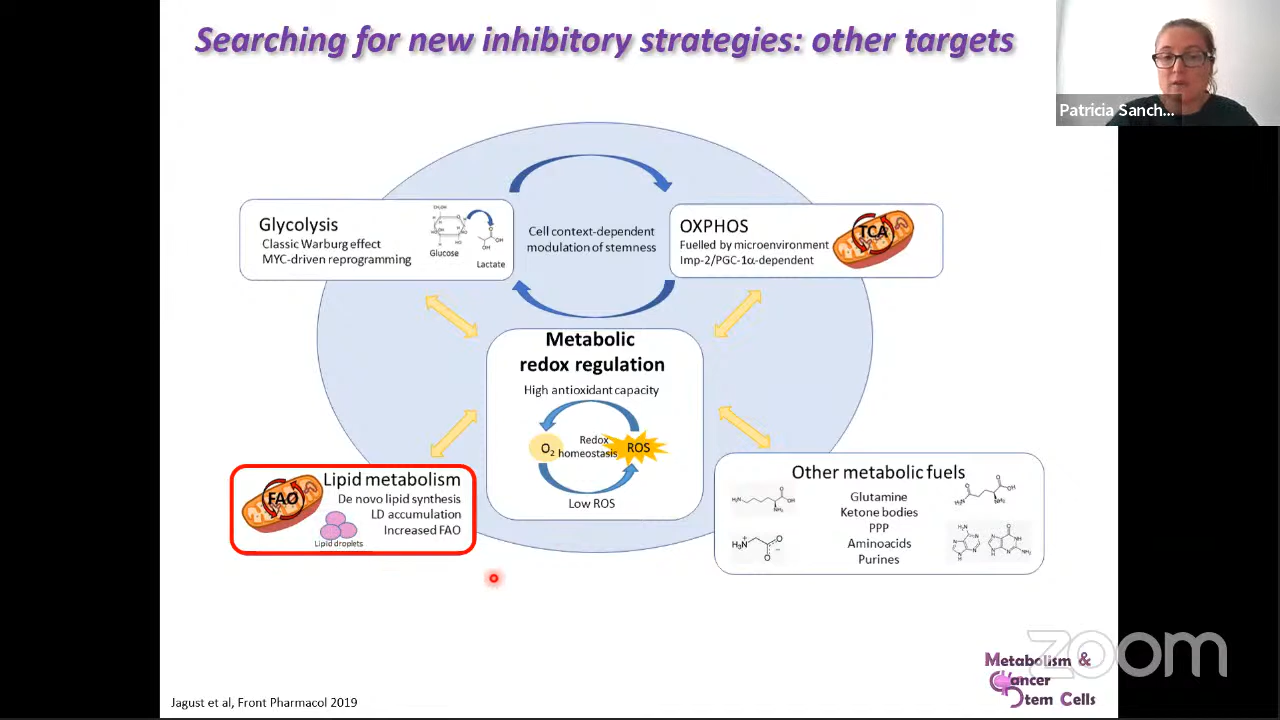 Searching for new inhibitory strategies: other targets
Patricia Sanch...
Glycolysis
Classic Warburg effect
MYC-driven reprogramming
Glucose
Lactate
Cell context-dependent
modulation of stemness
OXPHOS
Fuelled by microenvironment
Imp-2/PGC-1α-dependent
TCA
Metabolic
redox regulation
High antioxidant capacity
O2
Redox
homeostasis
ROS
Low ROS
FAO
Lipid metabolism
De novo lipid synthesis
LD accumulation
Increased FAO
Lipid droplets
Other metabolic fuels
Glutamine
Ketone bodies
PPP
Aminoacids
Purines
zoom
Metabolism &
Cancer
Stem Cells
Jagust et al, Front Pharmacol 2019